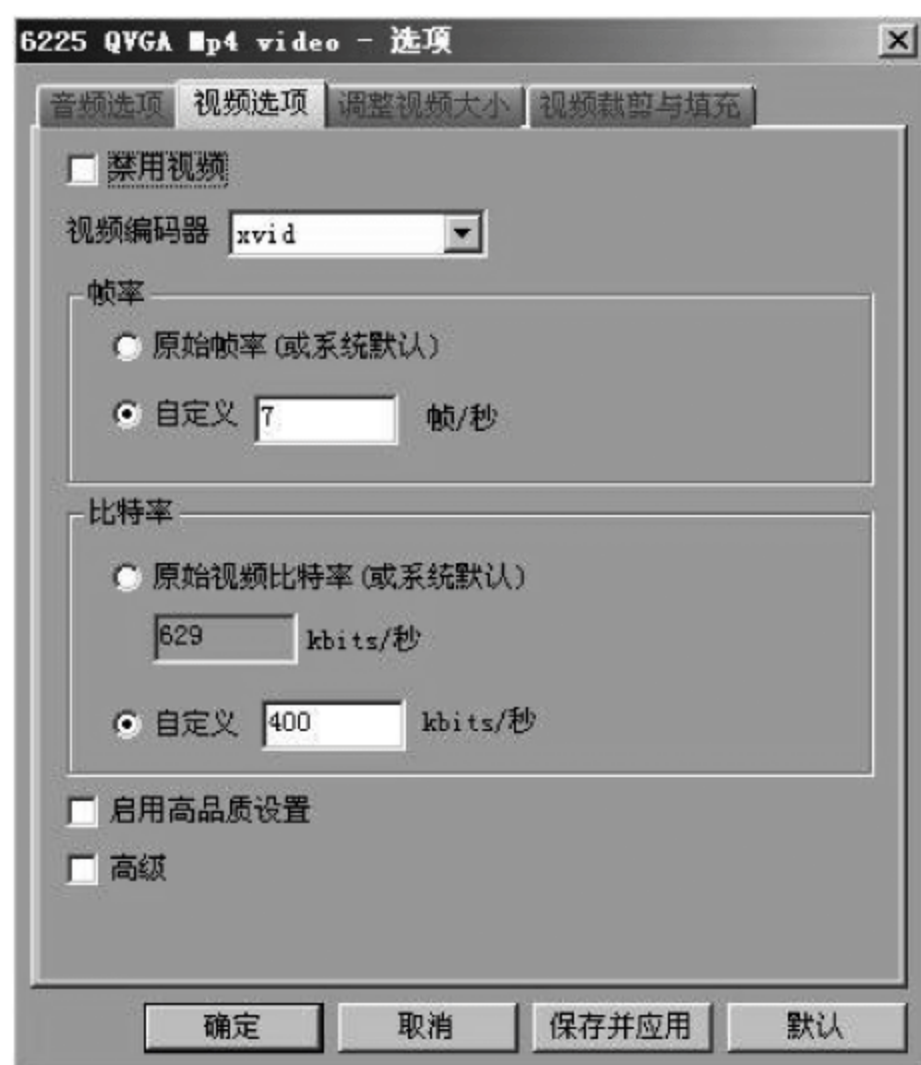 6225 QVGA Mp4 video - 选项
音频选项 视频选项 调整视频大小 视频裁剪与填充
禁用视频
视频编码器 xvid
帧率
原始帧率(或系统默认)
自定义 7 帧/秒
比特率
原始视频比特率(或系统默认)
629 kbits/秒
自定义 400 kbits/秒
启用高品质设置
高级
确定 取消 保存并应用 默认